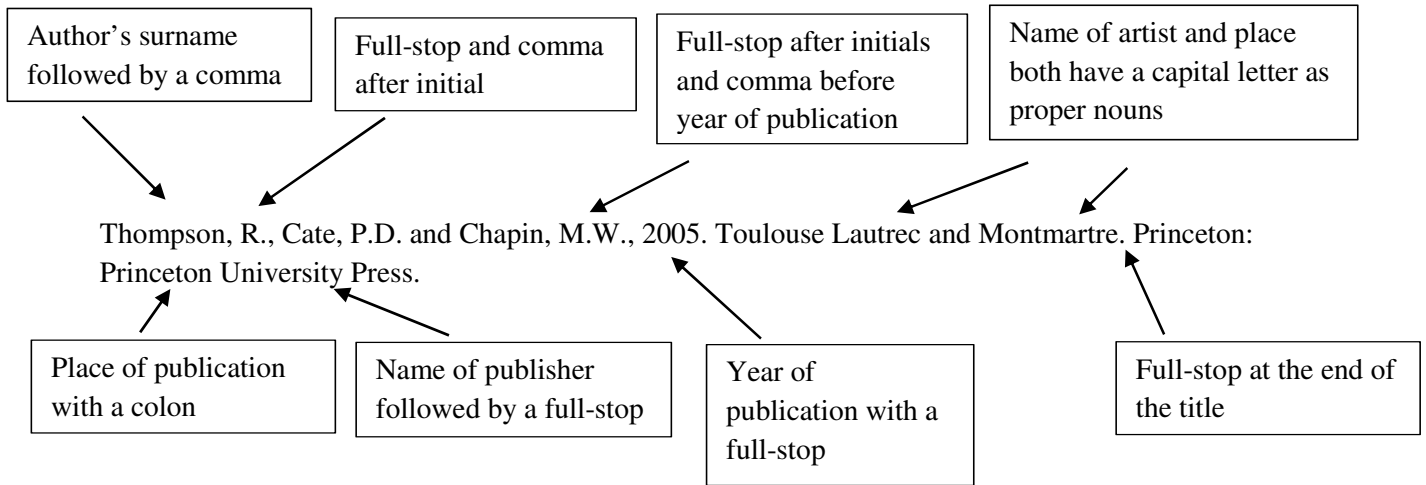 Author’s surname
followed by a comma
Full-stop and comma
after initial
Full-stop after initials
and comma before
year of publication
Name of artist and place
both have a capital letter as
proper nouns
Thompson, R., Cate, P.D. and Chapin, M.W., 2005. Toulouse Lautrec and Montmartre. Princeton:
Princeton University Press.
Place of publication
with a colon
Name of publisher
followed by a full-stop
Year of
publication with a
full-stop
Full-stop at the end of
the title